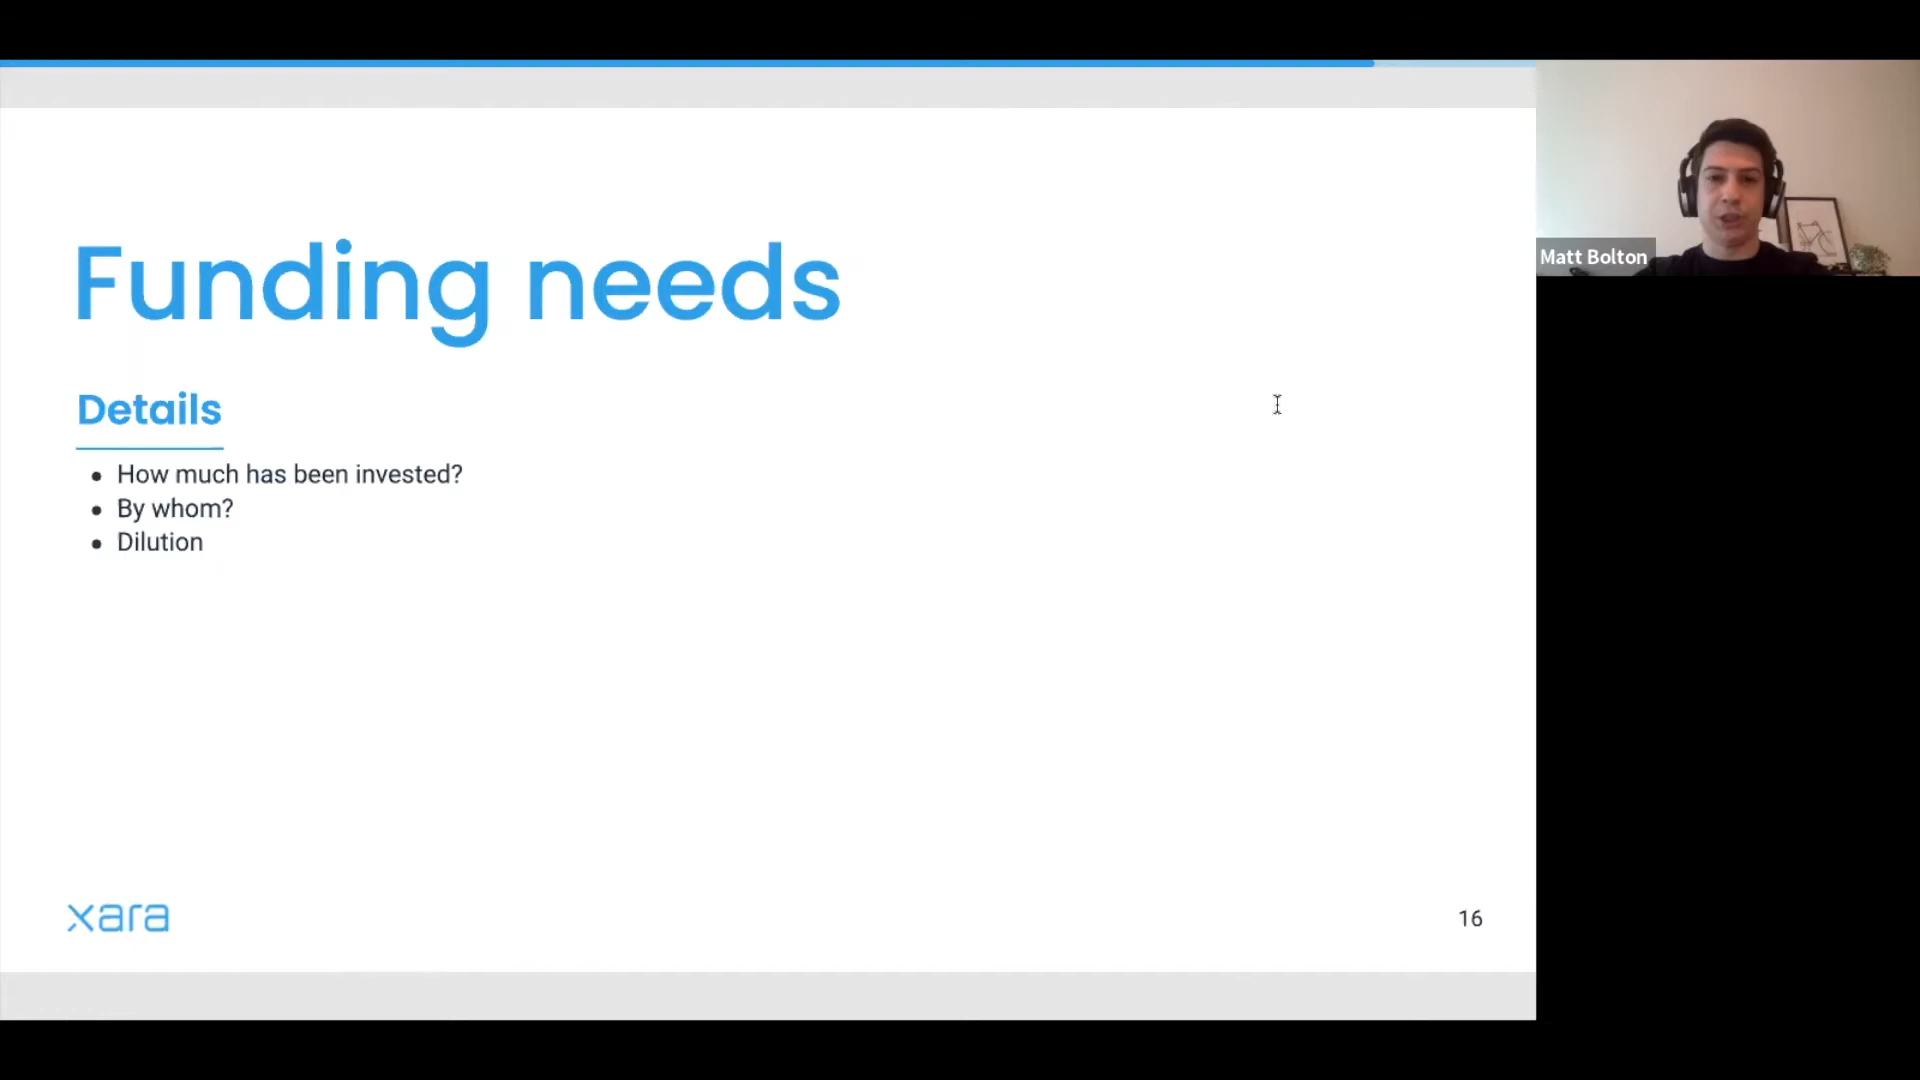 Funding needs
Details
How much has been invested?
By whom?
Dilution
xara
16
Matt Bolton